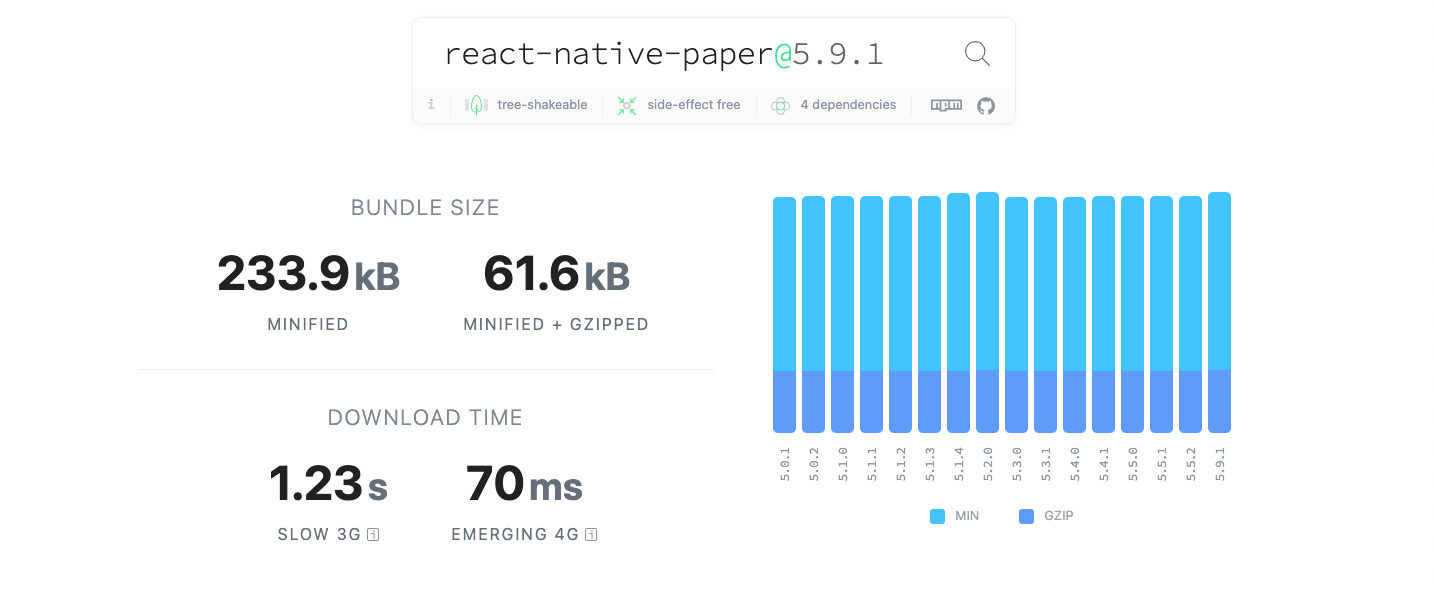 react-native-paper@5.9.1
i tree-shakeable side-effect free 4 dependencies npm
BUNDLE SIZE
233.9 kB 61.6 kB
MINIFIED MINIFIED + GZIPPED
DOWNLOAD TIME
1.23 s 70 ms
SLOW 3G i EMERGING 4G i
5.0.1 5.0.2 5.1.0 5.1.1 5.1.2 5.1.3 5.1.4 5.2.0 5.3.0 5.3.1 5.4.0 5.4.1 5.5.0 5.5.1 5.5.2 5.9.1
MIN GZIP